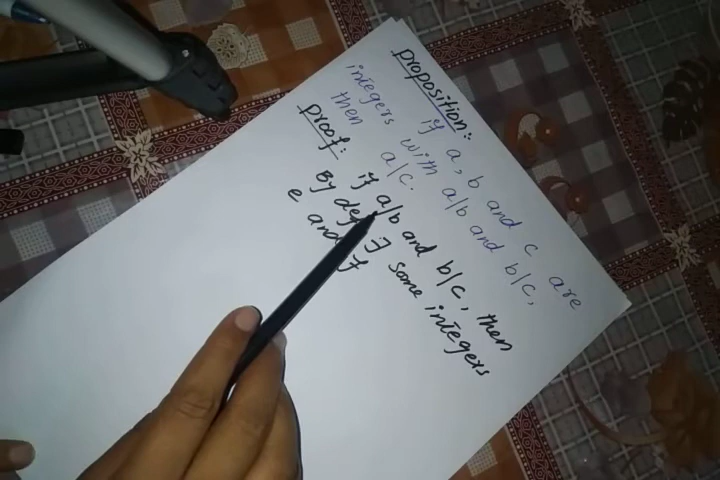 proposition:
if a, b and c are
integers with a/b and b/c,
then a/c.
Proof:
if a/b and b/c, then
By def ∃ some integers
e and f